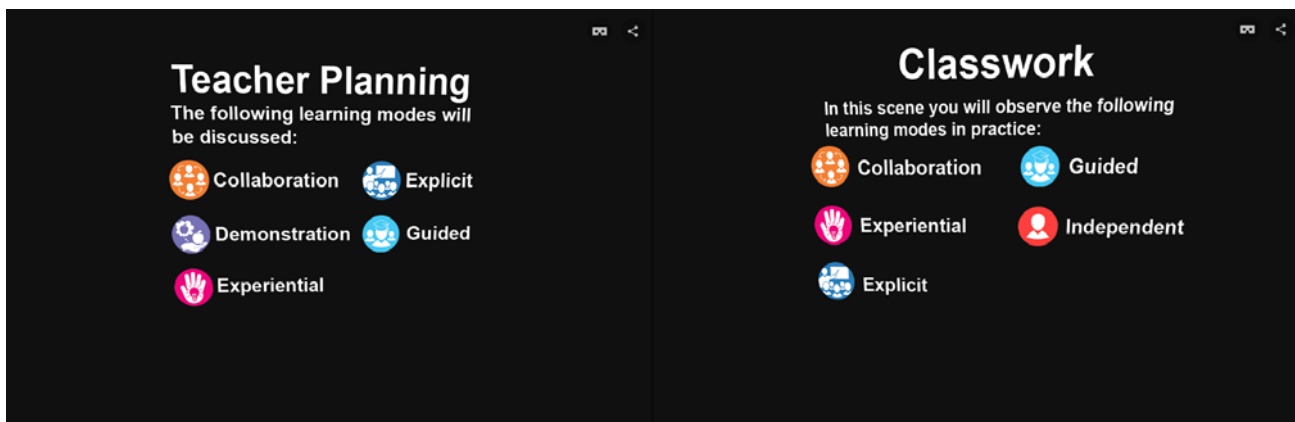 Teacher Planning
The following learning modes will
be discussed:
Collaboration
Explicit
Demonstration
Guided
Experiential
Classwork
In this scene you will observe the following
learning modes in practice:
Collaboration
Guided
Experiential
Independent
Explicit